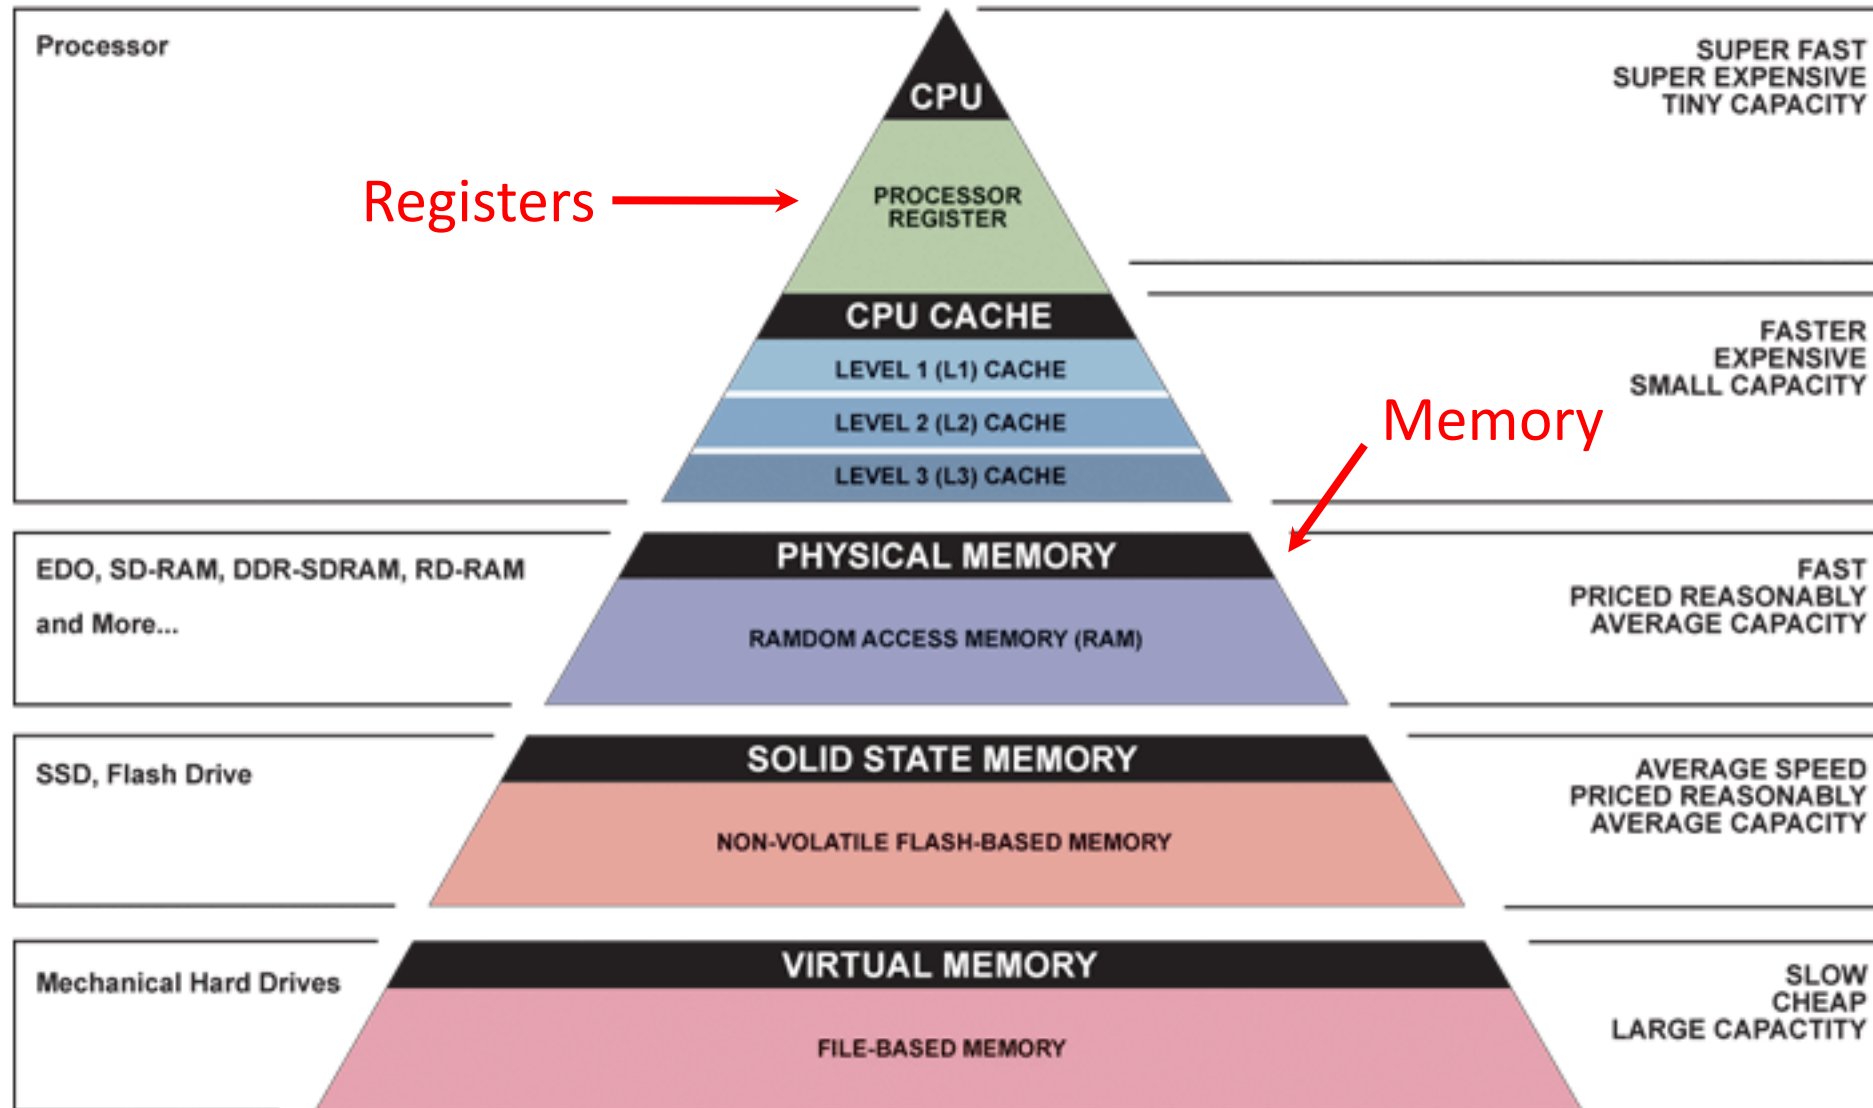 Processor
CPU
SUPER FAST
SUPER EXPENSIVE
TINY CAPACITY
Registers
PROCESSOR
REGISTER
CPU CACHE
LEVEL 1 (L1) CACHE
LEVEL 2 (L2) CACHE
LEVEL 3 (L3) CACHE
FASTER
EXPENSIVE
SMALL CAPACITY
Memory
EDO, SD-RAM, DDR-SDRAM, RD-RAM
and More...
PHYSICAL MEMORY
RAMDOM ACCESS MEMORY (RAM)
FAST
PRICED REASONABLY
AVERAGE CAPACITY
SSD, Flash Drive
SOLID STATE MEMORY
NON-VOLATILE FLASH-BASED MEMORY
AVERAGE SPEED
PRICED REASONABLY
AVERAGE CAPACITY
Mechanical Hard Drives
VIRTUAL MEMORY
FILE-BASED MEMORY
SLOW
CHEAP
LARGE CAPACTITY